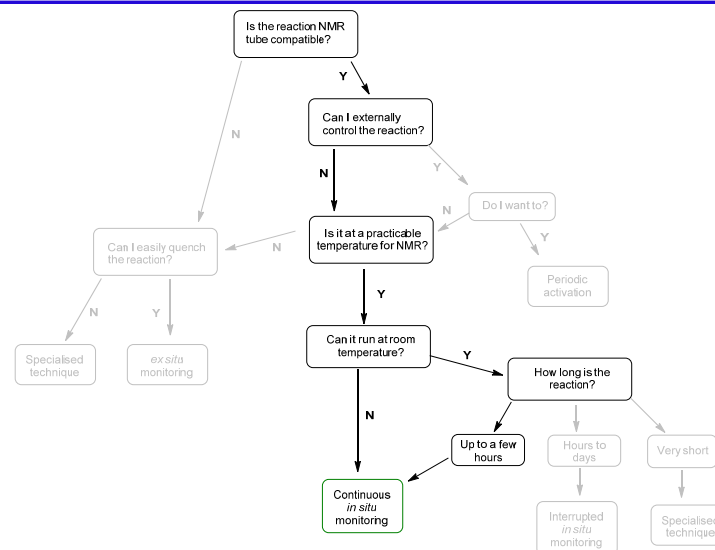 Is the reaction NMR
tube compatible?
Y
Can I externally
control the reaction?
N
N
Y
Do I want to?
N
Can I easily quench
the reaction?
N
Is it at a practicable
temperature for NMR?
Y
Periodic
activation
Y
N
Y
Can it run at room
temperature?
Y
Specialised
technique
ex situ
monitoring
How long is the
reaction?
N
Up to a few
hours
Hours to
days
Very short
Continuous
in situ
monitoring
Interrupted
in situ
monitoring
Specialised
technique